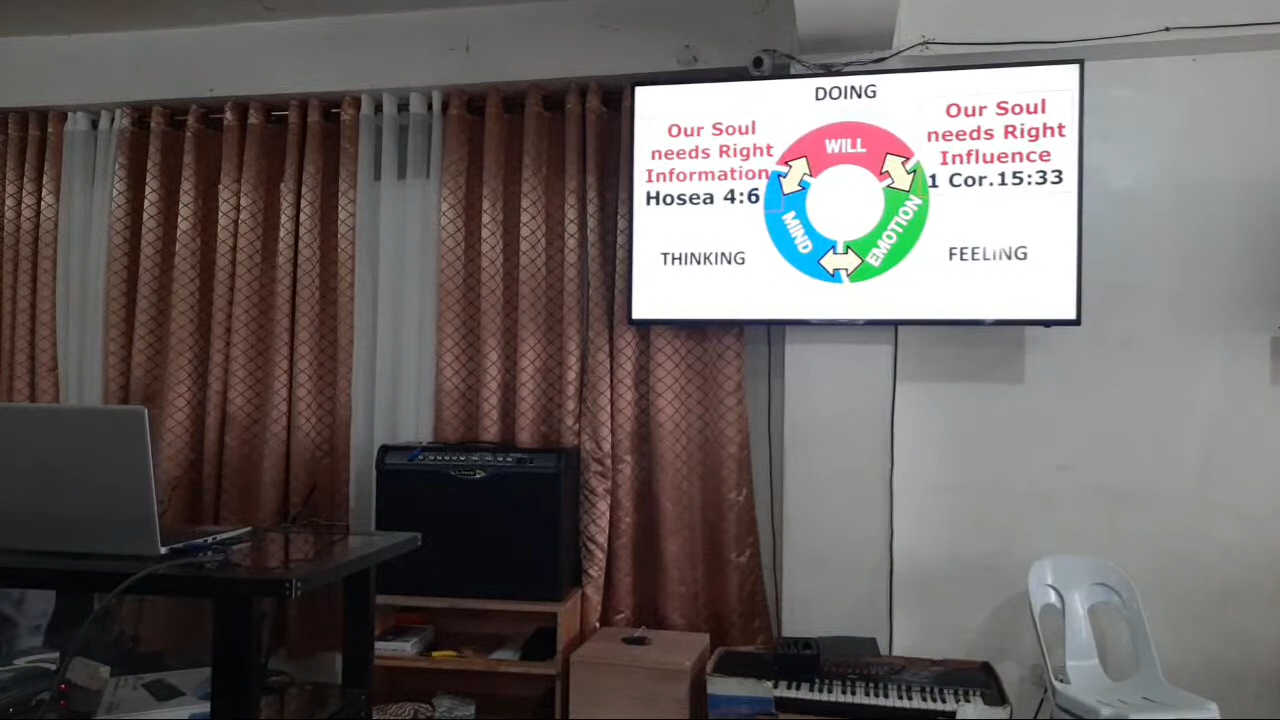 DOING
Our Soul
needs Right
Information
Hosea 4:6
Our Soul
needs Right
Influence
1 Cor.15:33
WILL
MIND
EMOTION
THINKING
FEELING